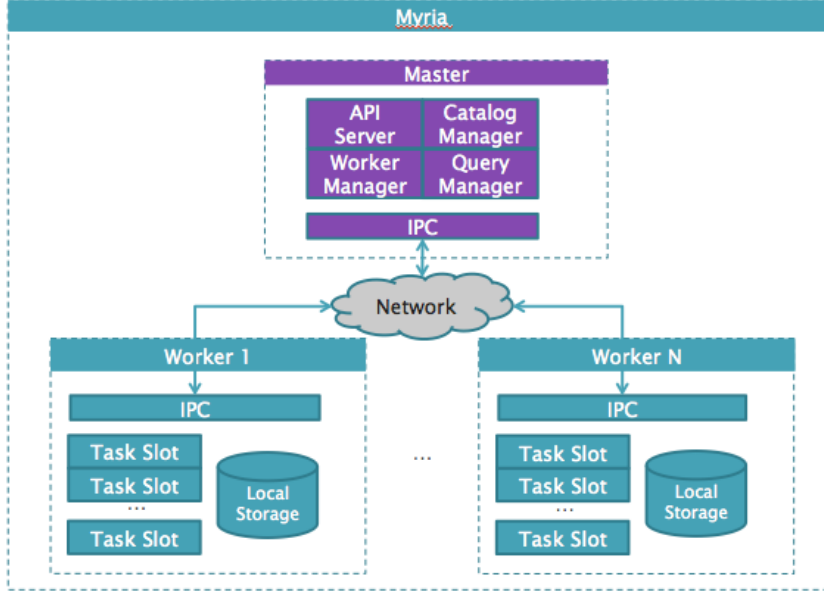 Myria
Master
API
Server
Catalog
Manager
Worker
Manager
Query
Manager
IPC
Network
Worker 1
Worker N
IPC
IPC
Task Slot
Task Slot
...
Task Slot
Local
Storage
...
Task Slot
Task Slot
...
Task Slot
Local
Storage